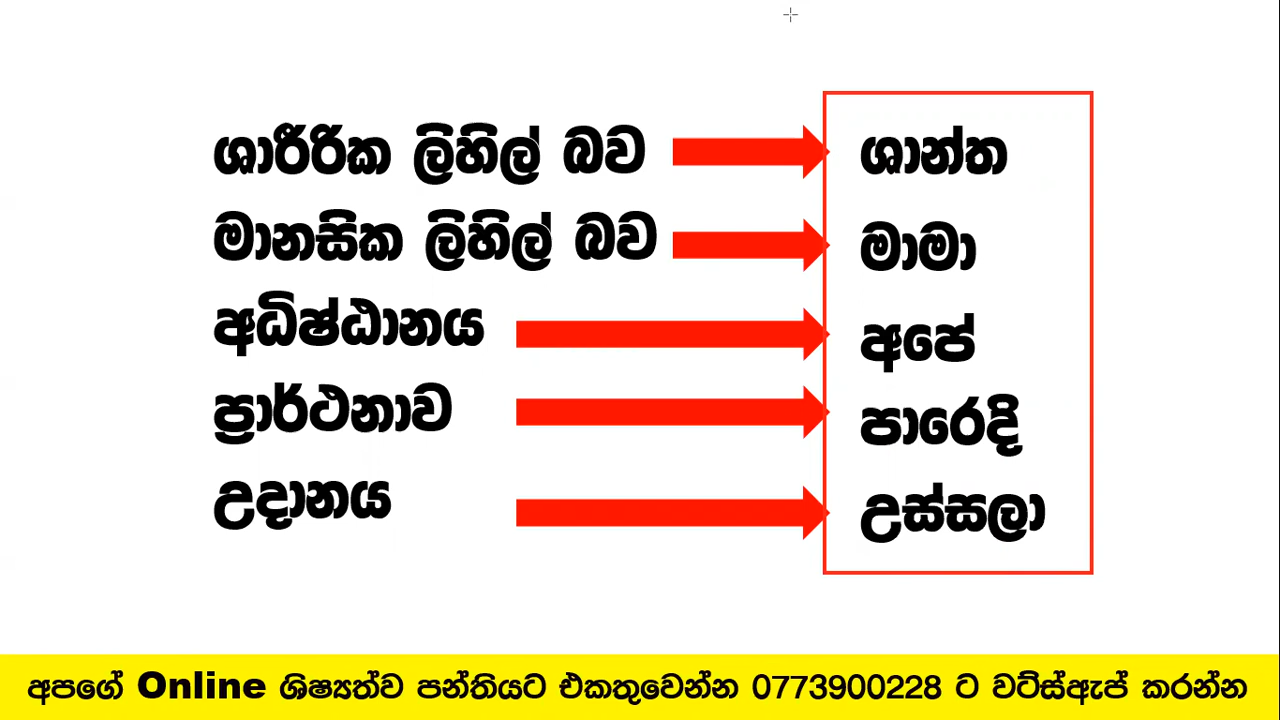 ශාරීරික ලිහිල් බව ශාන්ත
මානසික ලිහිල් බව මාමා
අධිෂ්ඨානය අපේ
ප්‍රාර්ථනාව පාරෙදි
උදානය උස්සලා
අපගේ Online ශිෂ්‍යත්ව පන්තියට එකතුවෙන්න 0773900228 ට වට්ස්ඇප් කරන්න